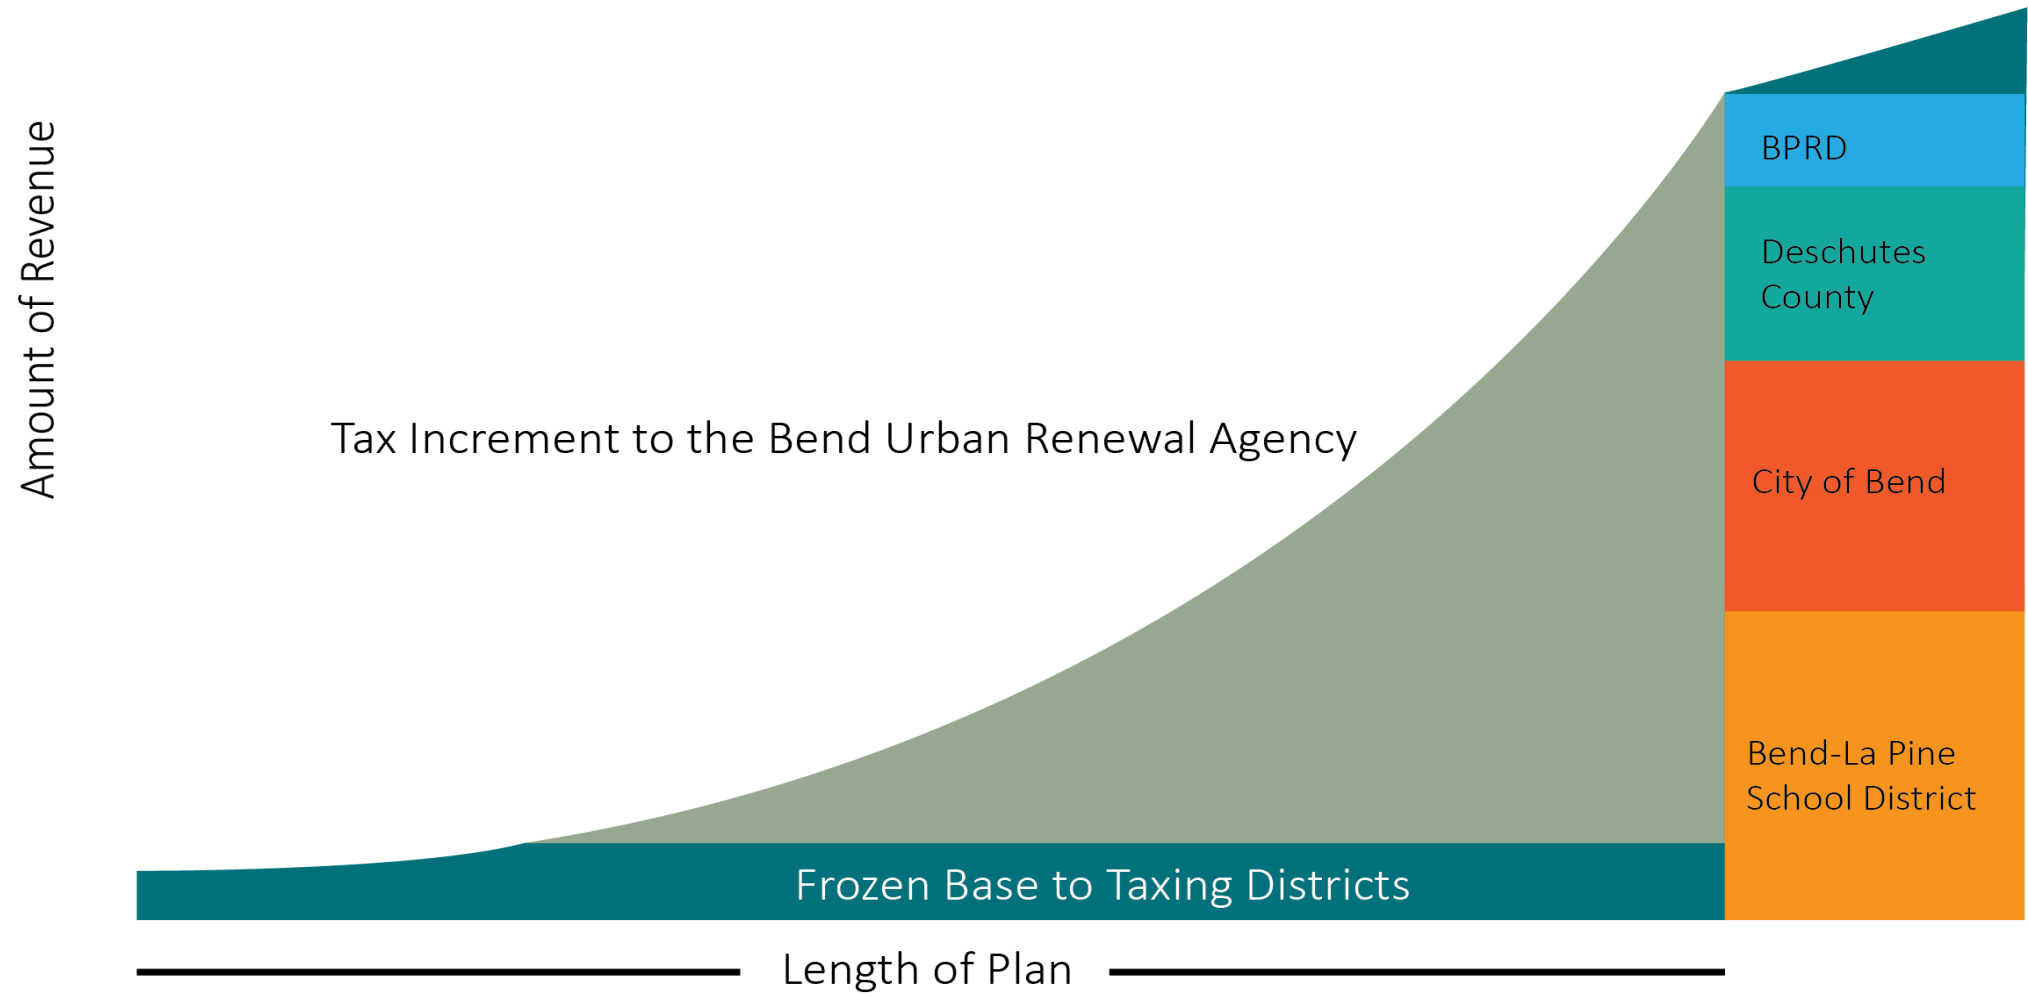 Amount of Revenue
Tax Increment to the Bend Urban Renewal Agency
BPRD
Deschutes
County
City of Bend
Bend-La Pine
School District
Frozen Base to Taxing Districts
Length of Plan